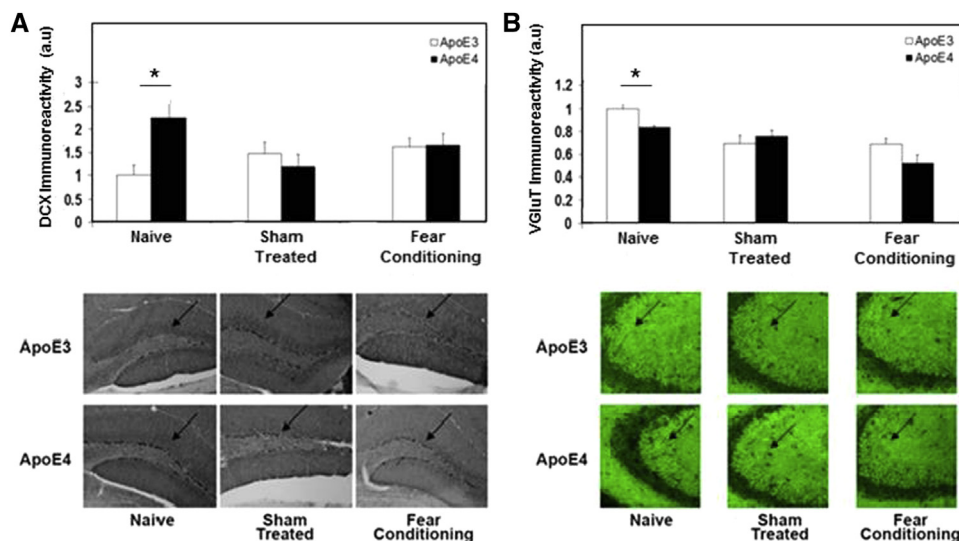 A
DCX Immunoreactivity (a.u)
3
2.5
2
1.5
1
0.5
0
ApoE3
ApoE4
*
Naive
Sham
Treated
Fear
Conditioning
ApoE3
ApoE4
Naive
Sham
Treated
Fear
Conditioning
B
VGluT Immunoreactivity (a.u)
1.2
1
0.8
0.6
0.4
0.2
0
ApoE3
ApoE4
*
Naive
Sham
Treated
Fear
Conditioning
ApoE3
ApoE4
Naive
Sham
Treated
Fear
Conditioning